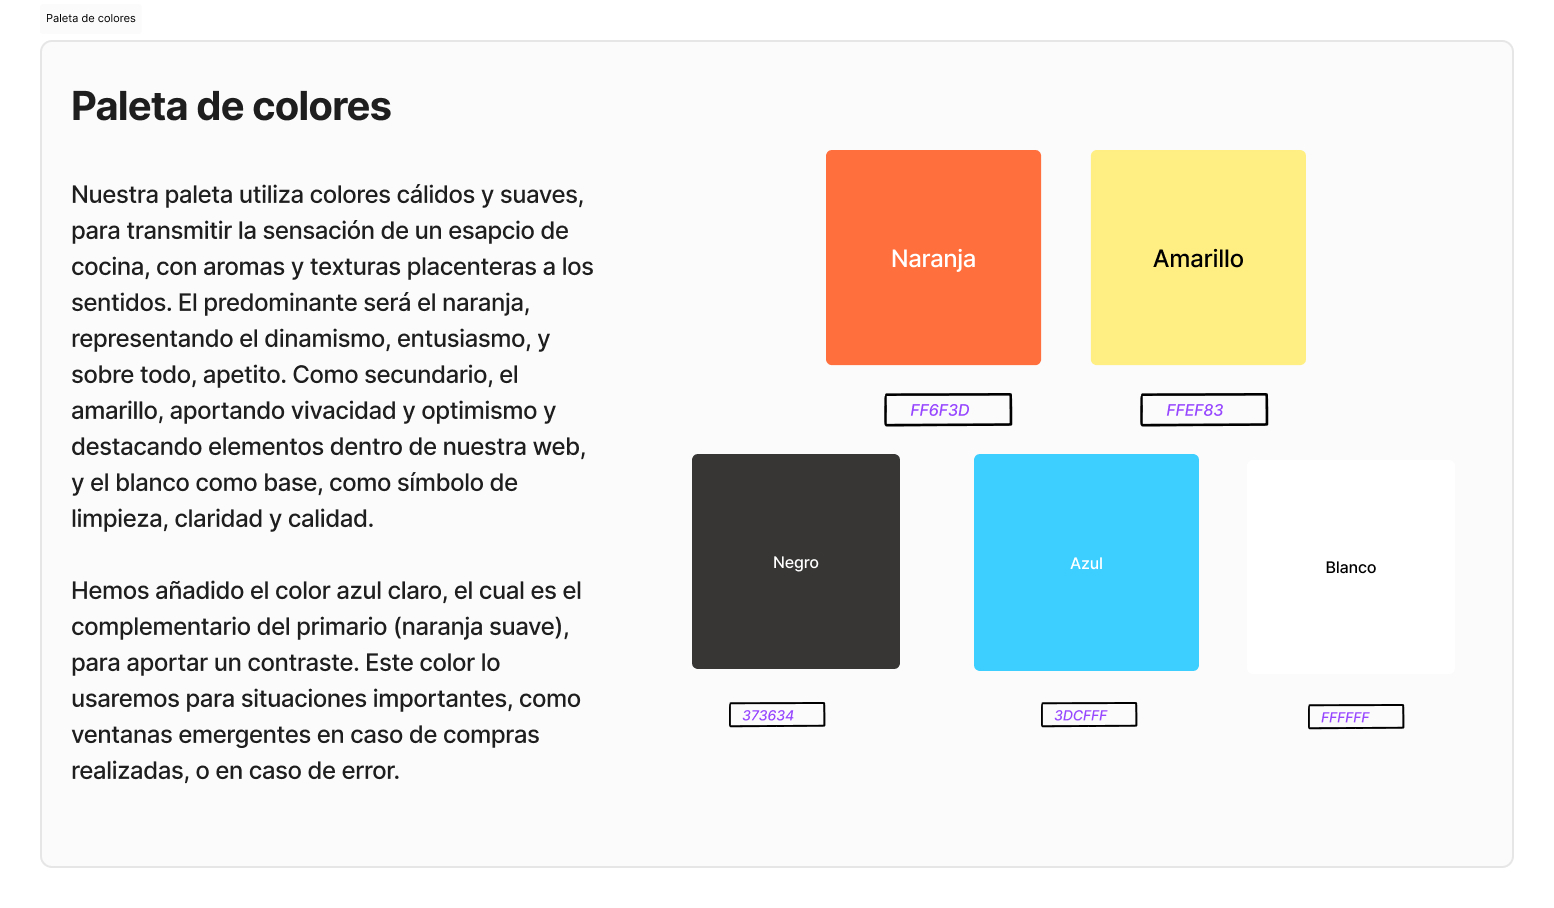 Paleta de colores
Paleta de colores
Nuestra paleta utiliza colores cálidos y suaves,
para transmitir la sensación de un esapcio de
cocina, con aromas y texturas placenteras a los
sentidos. El predominante será el naranja,
representando el dinamismo, entusiasmo, y
sobre todo, apetito. Como secundario, el
amarillo, aportando vivacidad y optimismo y
destacando elementos dentro de nuestra web,
y el blanco como base, como símbolo de
limpieza, claridad y calidad.
Hemos añadido el color azul claro, el cual es el
complementario del primario (naranja suave),
para aportar un contraste. Este color lo
usaremos para situaciones importantes, como
ventanas emergentes en caso de compras
realizadas, o en caso de error.
Naranja
Amarillo
FF6F3D
FFEF83
Negro
Azul
Blanco
373634
3DCFFF
FFFFFF